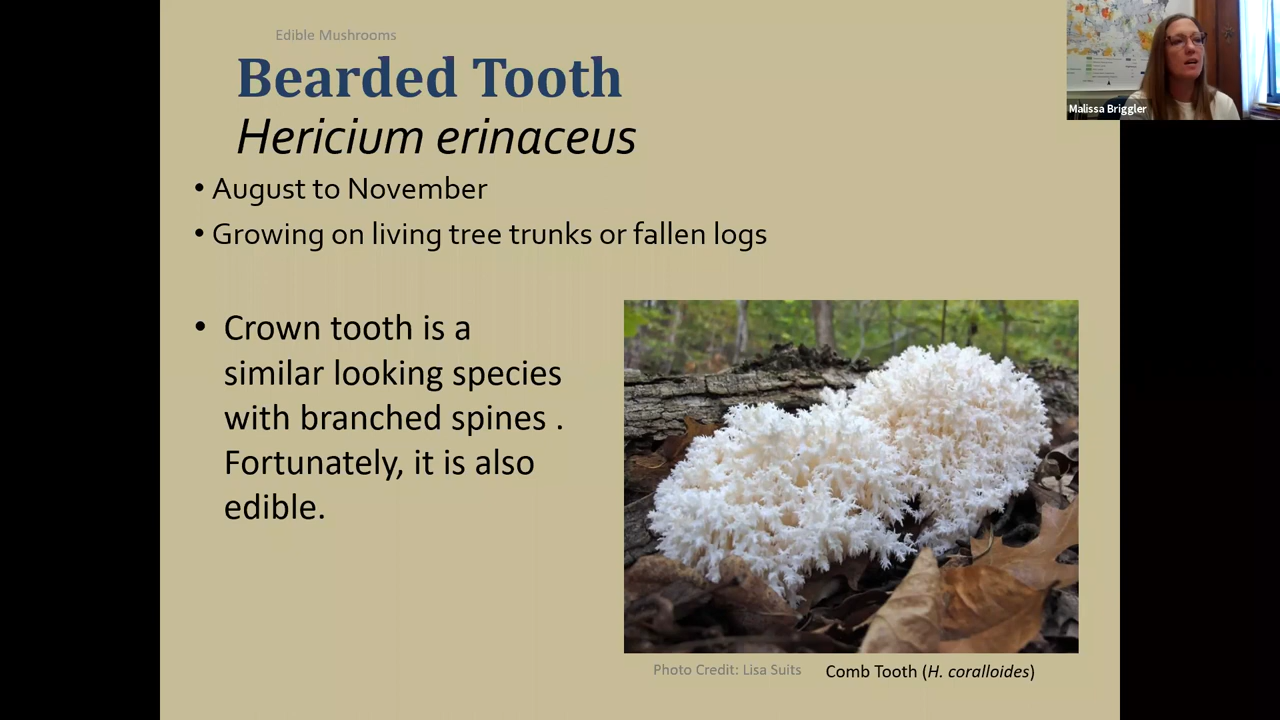 Edible Mushrooms
Bearded Tooth
Hericium erinaceus
• August to November
• Growing on living tree trunks or fallen logs
• Crown tooth is a
similar looking species
with branched spines .
Fortunately, it is also
edible.
Photo Credit: Lisa Suits
Comb Tooth (H. coralloides)
Malissa Briggler